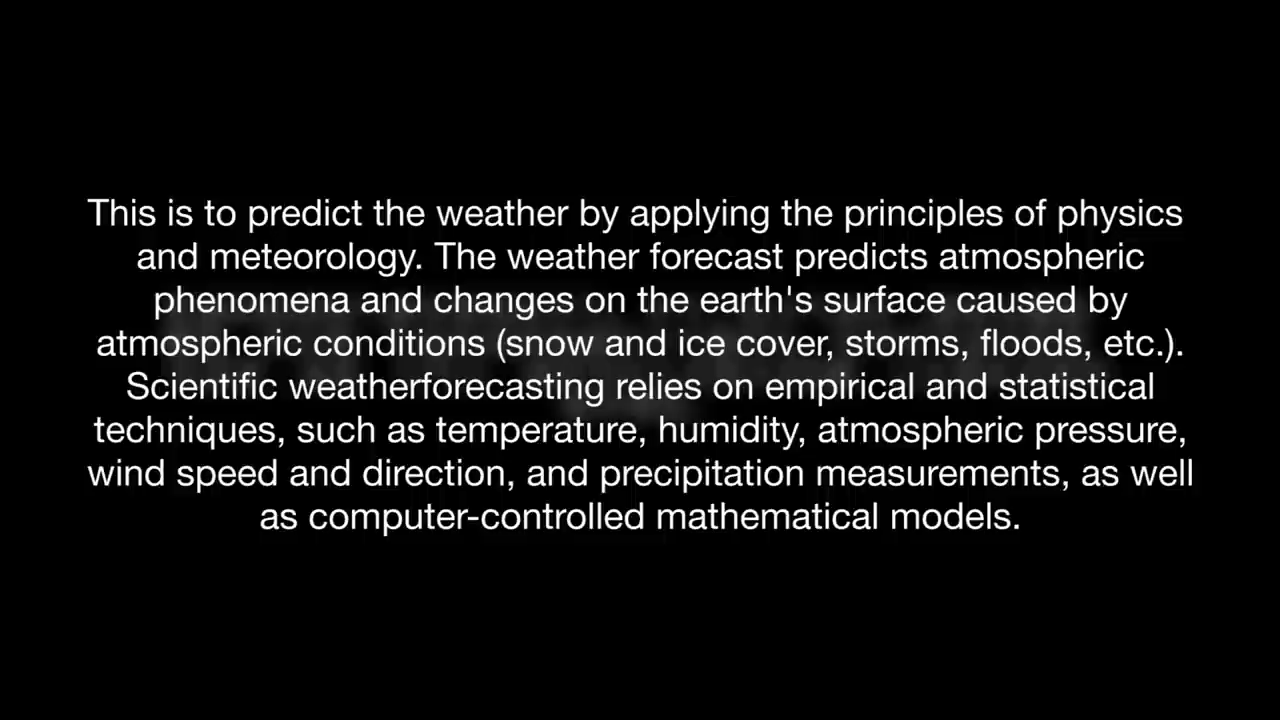 This is to predict the weather by applying the principles of physics
and meteorology. The weather forecast predicts atmospheric
phenomena and changes on the earth's surface caused by
atmospheric conditions (snow and ice cover, storms, floods, etc.).
Scientific weatherforecasting relies on empirical and statistical
techniques, such as temperature, humidity, atmospheric pressure,
wind speed and direction, and precipitation measurements, as well
as computer-controlled mathematical models.